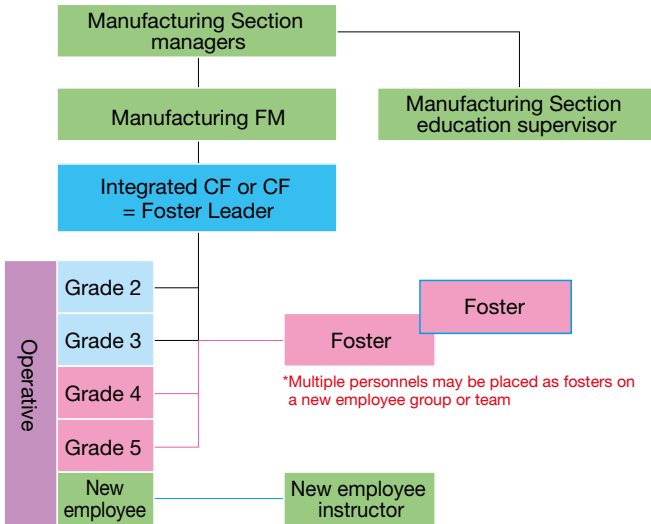 Manufacturing Section
managers
Manufacturing FM
Manufacturing Section
education supervisor
Integrated CF or CF
= Foster Leader
Operative
Grade 2
Grade 3
Grade 4
Grade 5
New
employee
Foster
Foster
*Multiple personnels may be placed as fosters on
a new employee group or team
New employee
instructor